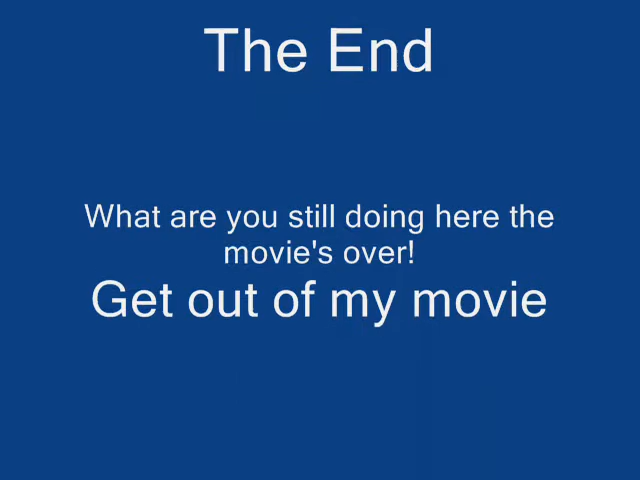 The End
What are you still doing here the
movie's over!
Get out of my movie